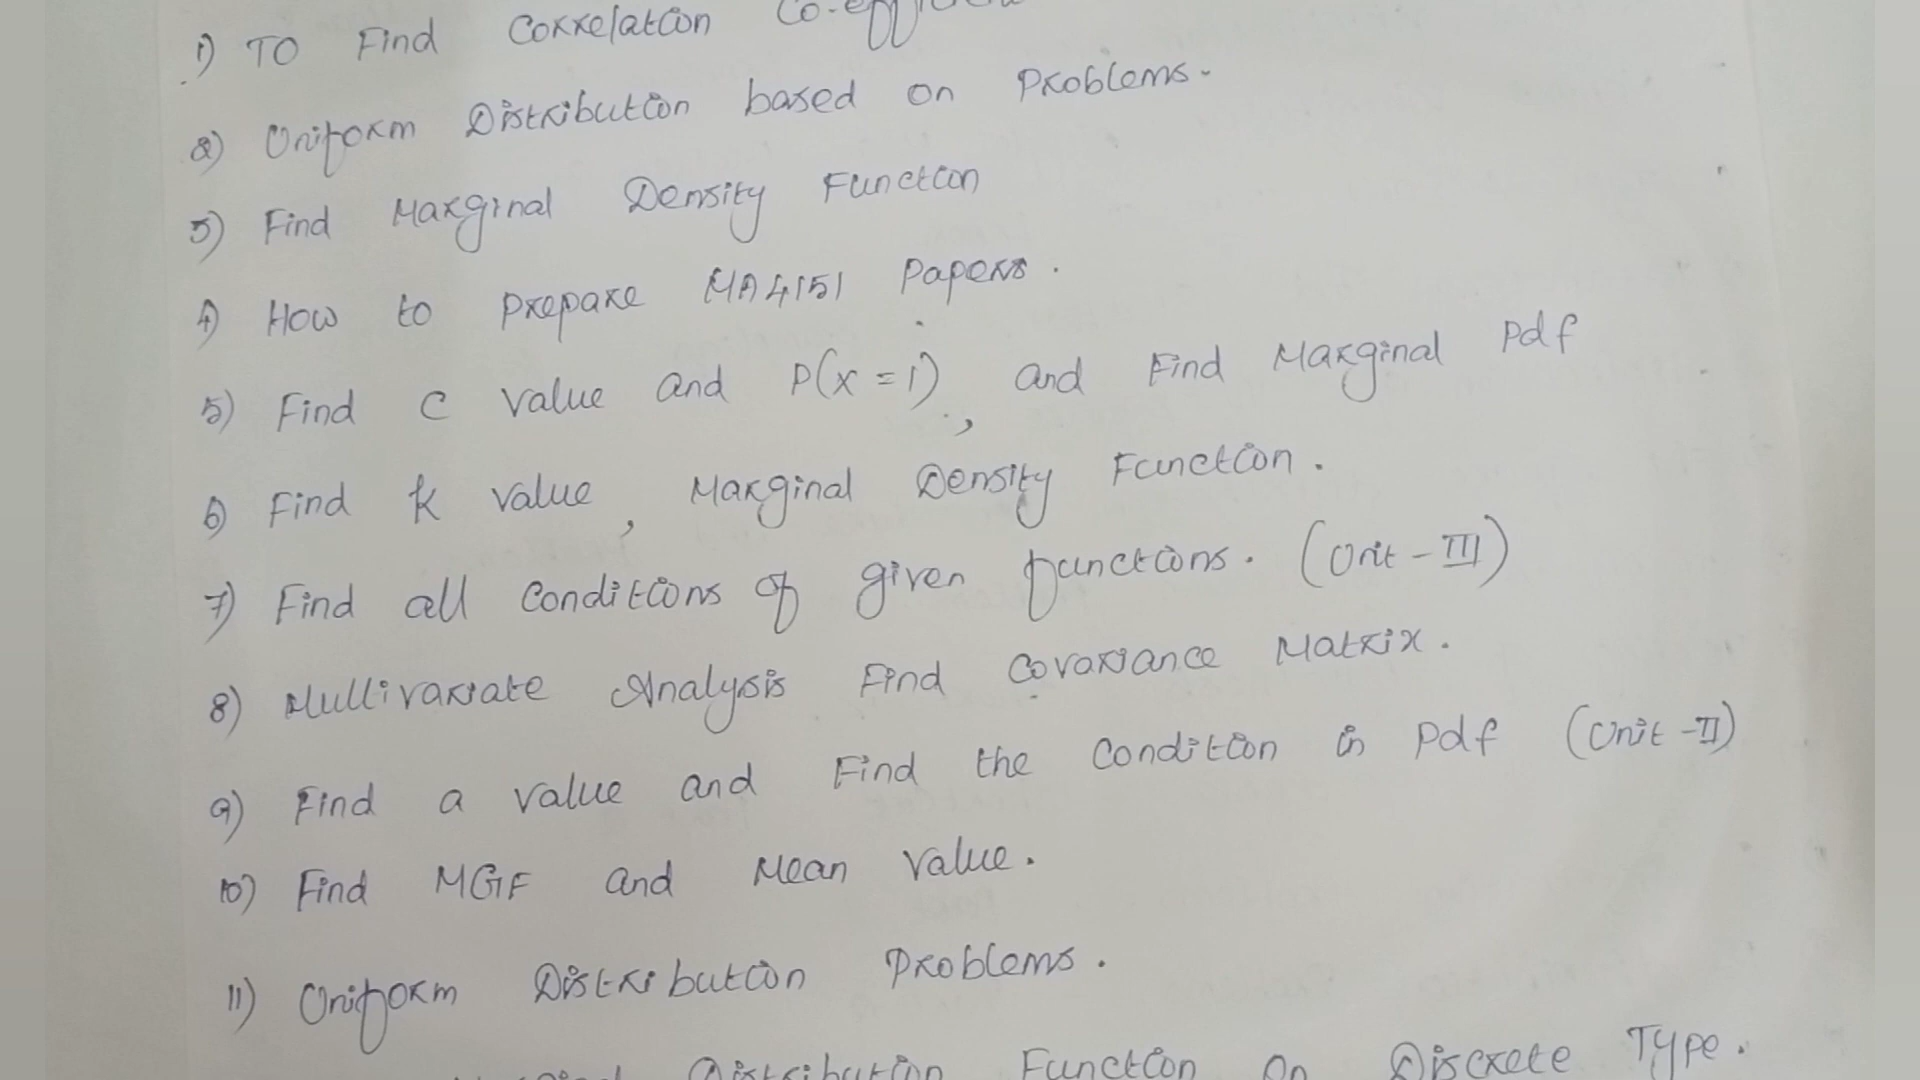 1) TO Find Correlation Co-efficient
2) Uniform Distribution based on Problems.
3) Find Marginal Density Function
4) How to prepare MA4151 Papers.
5) Find C value and P(x = 1), and Find Marginal Pdf
6) Find k value, Marginal Density Function.
7) Find all Conditions of given functions. (Unit - III)
8) Mullivariate Analysis Find Covariance Matrix.
9) Find a value and Find the Condition in Pdf (Unit - II)
10) Find MGF and Mean Value.
11) Uniform Distribution Problems.
Distribution Function on Discrete Type.